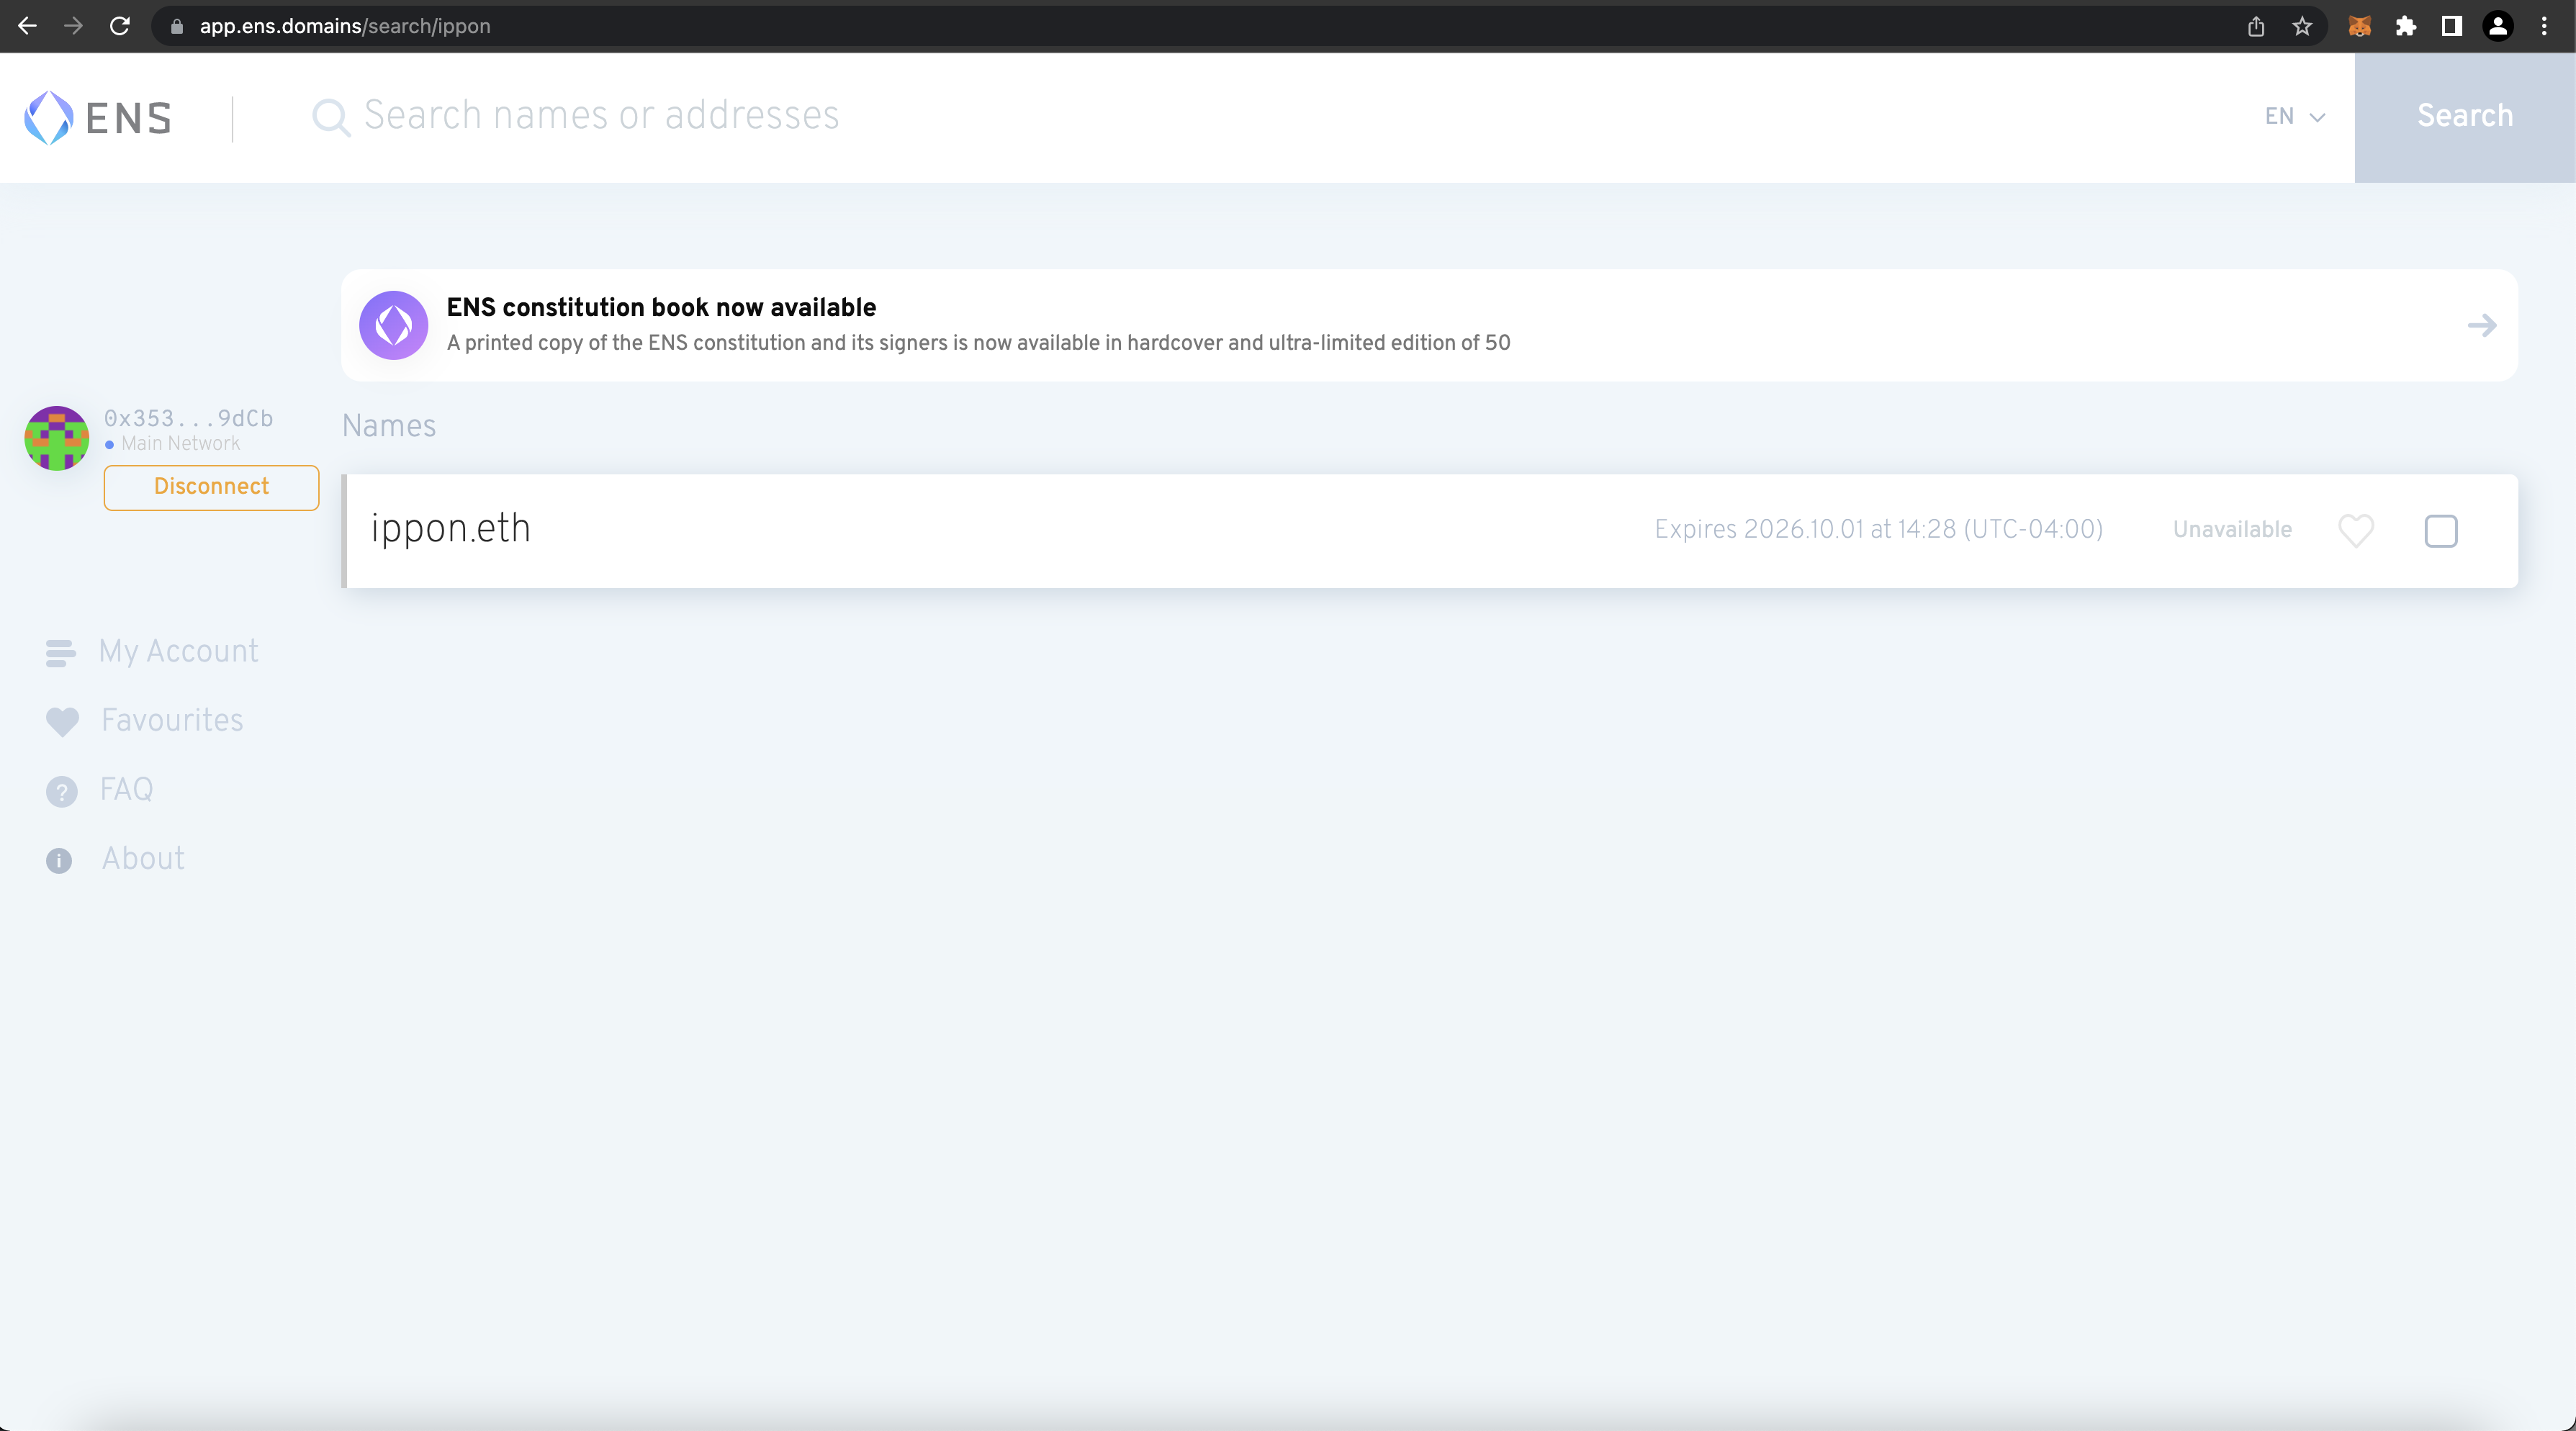 app.ens.domains/search/ippon
ENS
Search names or addresses
EN
Search
ENS constitution book now available
A printed copy of the ENS constitution and its signers is now available in hardcover and ultra-limited edition of 50
0x353...9dCb
Main Network
Disconnect
Names
ippon.eth
Expires 2026.10.01 at 14:28 (UTC-04:00)
Unavailable
My Account
Favourites
FAQ
About